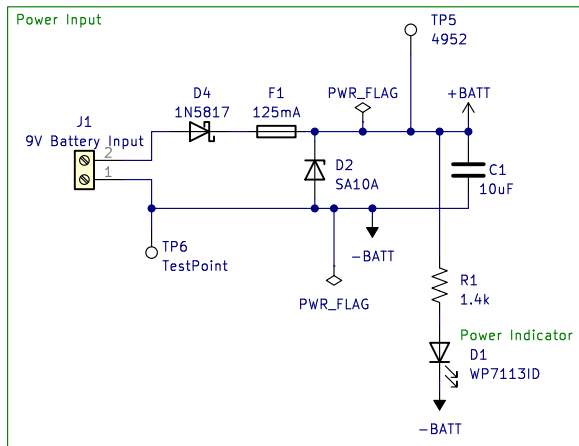 Power Input
TP5
4952
D4
1N5817
F1
125mA
PWR_FLAG
+BATT
J1
9V Battery Input
2
1
D2
SA10A
C1
10uF
TP6
TestPoint
-BATT
PWR_FLAG
R1
1.4k
Power Indicator
D1
WP7113ID
-BATT